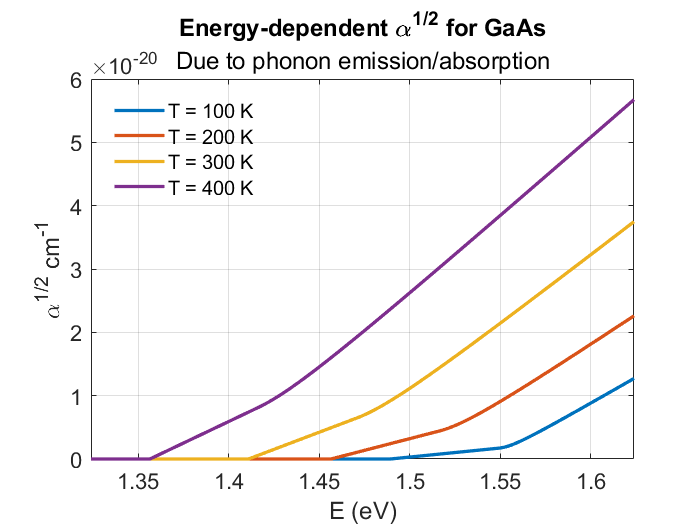 Energy-dependent α^1/2 for GaAs
Due to phonon emission/absorption
×10^-20
T = 100 K
T = 200 K
T = 300 K
T = 400 K
α^1/2 cm^-1
6
5
4
3
2
1
0
1.35 1.4 1.45 1.5 1.55 1.6
E (eV)